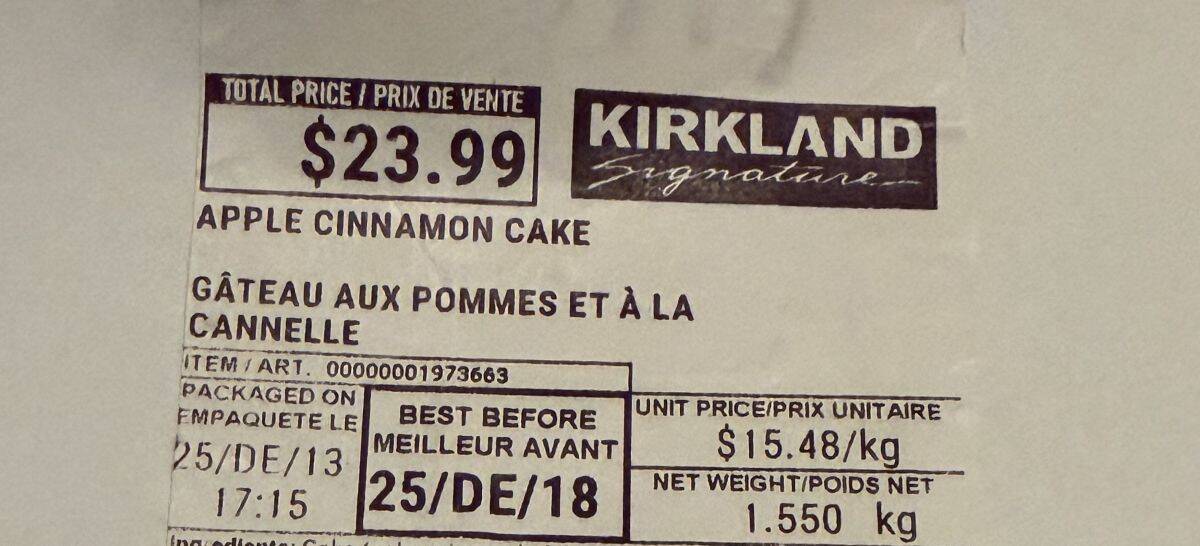 TOTAL PRICE / PRIX DE VENTE
$23.99
KIRKLAND
Signature
APPLE CINNAMON CAKE
GÂTEAU AUX POMMES ET À LA
CANNELLE
ITEM / ART. 00000001973663
PACKAGED ON
EMPAQUETE LE
25/DE/13
17:15
BEST BEFORE
MEILLEUR AVANT
25/DE/18
UNIT PRICE/PRIX UNITAIRE
$15.48/kg
NET WEIGHT/POIDS NET
1.550 kg